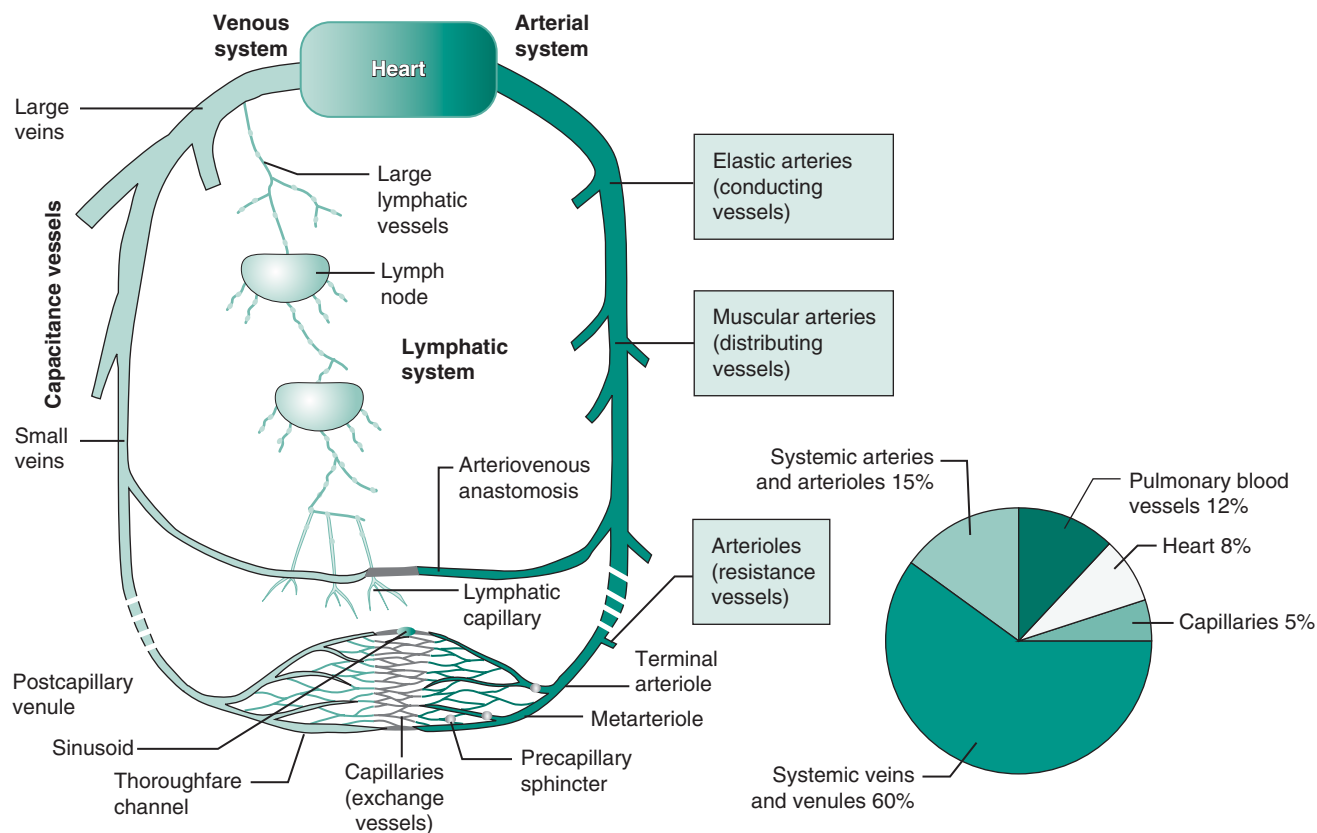 Venous
system
Arterial
system
Heart
Large
veins
Elastic arteries
(conducting
vessels)
Large
lymphatic
vessels
Capacitance vessels
Lymph
node
Muscular arteries
(distributing
vessels)
Lymphatic
system
Small
veins
Arteriovenous
anastomosis
Systemic arteries
and arterioles 15%
Pulmonary blood
vessels 12%
Heart 8%
Arterioles
(resistance
vessels)
Lymphatic
capillary
Capillaries 5%
Terminal
arteriole
Postcapillary
venule
Metarteriole
Sinusoid
Thoroughfare
channel
Capillaries
(exchange
vessels)
Precapillary
sphincter
Systemic veins
and venules 60%